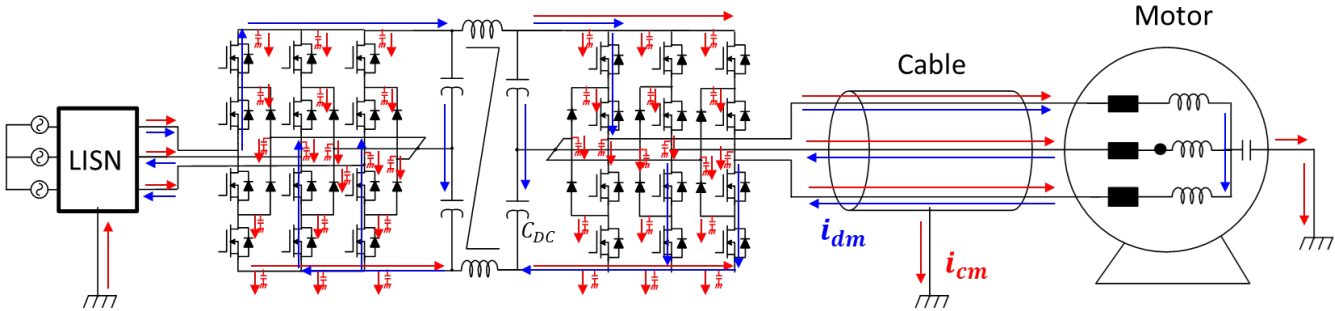 Motor
Cable
LISN
C_DC
i_dm
i_cm